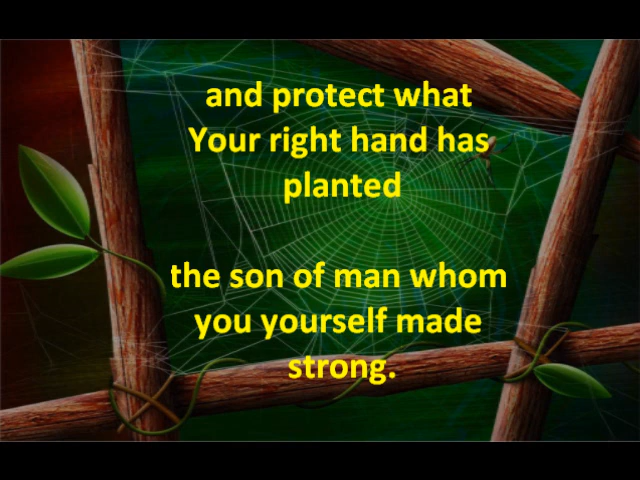 and protect what
Your right hand has
planted
the son of man whom
you yourself made
strong.